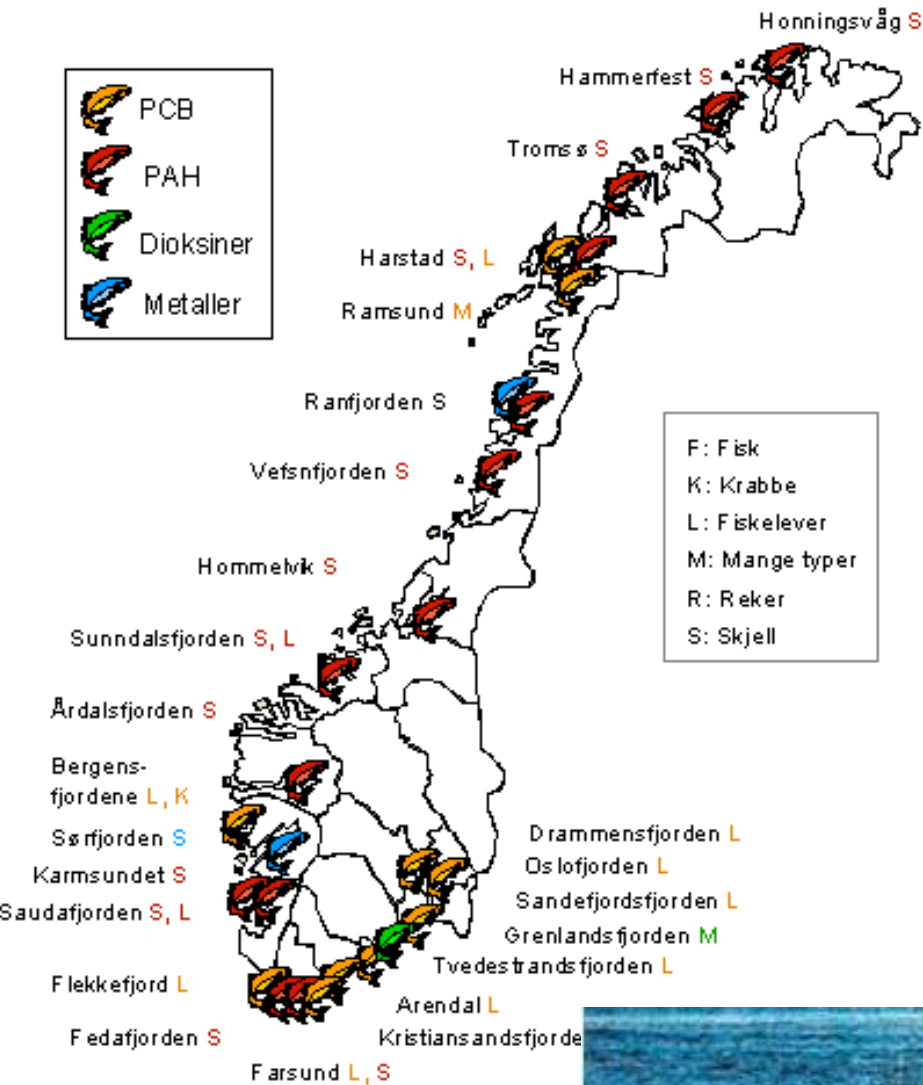 Honningsvåg S
Hammerfest S
Tromsø S
Harstad S, L
Ramsund M
Ranfjorden S
Vefsnfjorden S
Hommelvik S
Sunndalsfjorden S, L
Årdalsfjorden S
Bergens-
fjordene L, K
Sørfjorden S
Karmsundet S
Saudafjorden S, L
Flekkefjord L
Fedafjorden S
Farsund L, S
Drammensfjorden L
Oslofjorden L
Sandefjordsfjorden L
Grenlandsfjorden M
Tvedestrandsfjorden L
Arendal L
Kristiansandsfjorde
PCB
PAH
Dioksiner
Metaller
F: Fisk
K: Krabbe
L: Fiskelever
M: Mange typer
R: Reker
S: Skjell